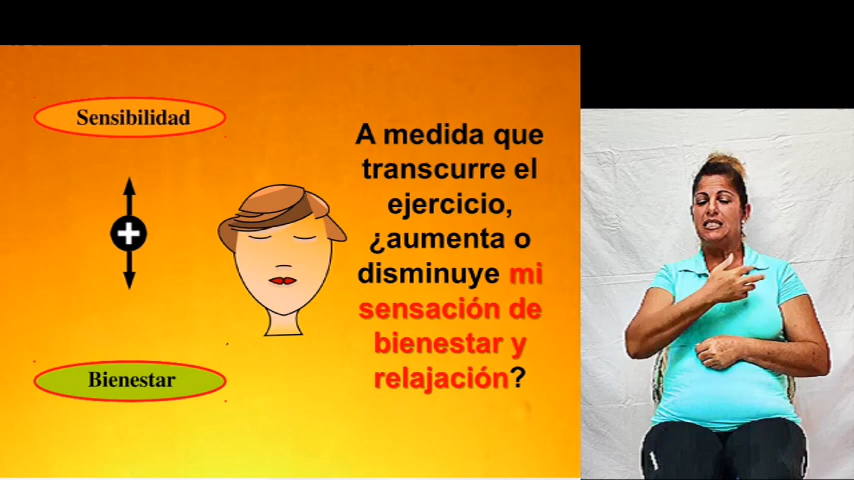 Sensibilidad
A medida que
transcurre el
ejercicio,
¿aumenta o
disminuye mi
sensación de
bienestar y
relajación?
Bienestar